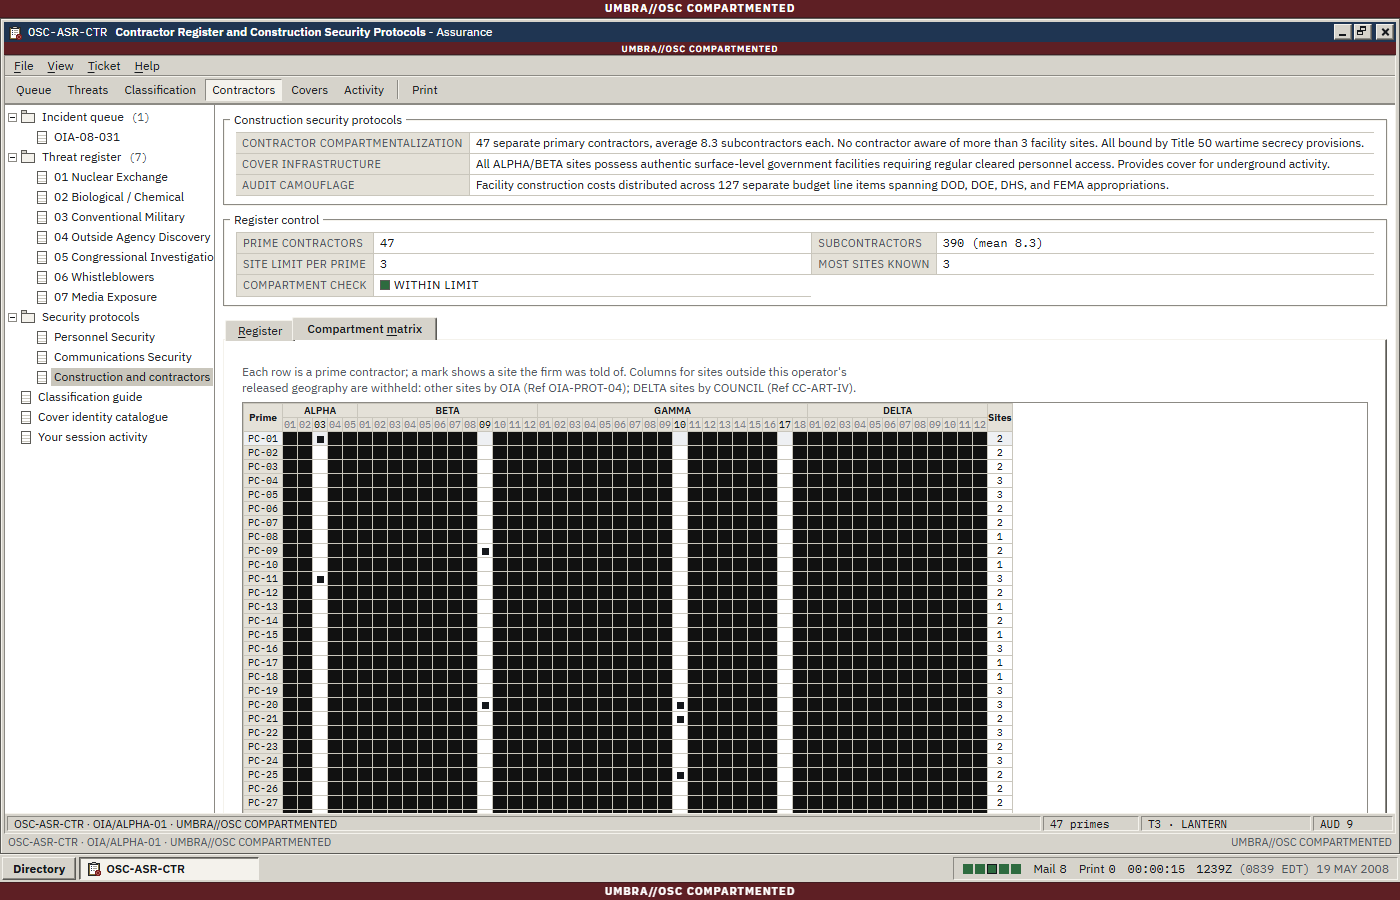 UMBRA//OSC COMPARTMENTED
OSC-ASR-CTR Contractor Register and Construction Security Protocols - Assurance
UMBRA//OSC COMPARTMENTED
File View Ticket Help
Queue Threats Classification Contractors Covers Activity Print
Incident queue (1)
OIA-08-031
Threat register (7)
01 Nuclear Exchange
02 Biological / Chemical
03 Conventional Military
04 Outside Agency Discovery
05 Congressional Investigatio
06 Whistleblowers
07 Media Exposure
Security protocols
Personnel Security
Communications Security
Construction and contractors
Classification guide
Cover identity catalogue
Your session activity
Construction security protocols
CONTRACTOR COMPARTMENTALIZATION 47 separate primary contractors, average 8.3 subcontractors each. No contractor aware of more than 3 facility sites. All bound by Title 50 wartime secrecy provisions.
COVER INFRASTRUCTURE All ALPHA/BETA sites possess authentic surface-level government facilities requiring regular cleared personnel access. Provides cover for underground activity.
AUDIT CAMOUFLAGE Facility construction costs distributed across 127 separate budget line items spanning DOD, DOE, DHS, and FEMA appropriations.
Register control
PRIME CONTRACTORS 47 SUBCONTRACTORS 390 (mean 8.3)
SITE LIMIT PER PRIME 3 MOST SITES KNOWN 3
COMPARTMENT CHECK WITHIN LIMIT
Register Compartment matrix
Each row is a prime contractor; a mark shows a site the firm was told of. Columns for sites outside this operator's
released geography are withheld: other sites by OIA (Ref OIA-PROT-04); DELTA sites by COUNCIL (Ref CC-ART-IV).
Prime ALPHA BETA GAMMA DELTA Sites
01 02 03 04 05 01 02 03 04 05 06 07 08 09 10 11 12 01 02 03 04 05 06 07 08 09 10 11 12 13 14 15 16 17 18 01 02 03 04 05 06 07 08 09 10 11 12
PC-01 2
PC-02 2
PC-03 2
PC-04 3
PC-05 3
PC-06 2
PC-07 2
PC-08 1
PC-09 2
PC-10 1
PC-11 3
PC-12 2
PC-13 1
PC-14 2
PC-15 1
PC-16 3
PC-17 1
PC-18 1
PC-19 3
PC-20 3
PC-21 2
PC-22 3
PC-23 2
PC-24 3
PC-25 2
PC-26 2
PC-27 2
OSC-ASR-CTR · OIA/ALPHA-01 · UMBRA//OSC COMPARTMENTED 47 primes T3 · LANTERN AUD 9
OSC-ASR-CTR · OIA/ALPHA-01 · UMBRA//OSC COMPARTMENTED UMBRA//OSC COMPARTMENTED
Directory OSC-ASR-CTR Mail 8 Print 0 00:00:15 1239Z (0839 EDT) 19 MAY 2008
UMBRA//OSC COMPARTMENTED